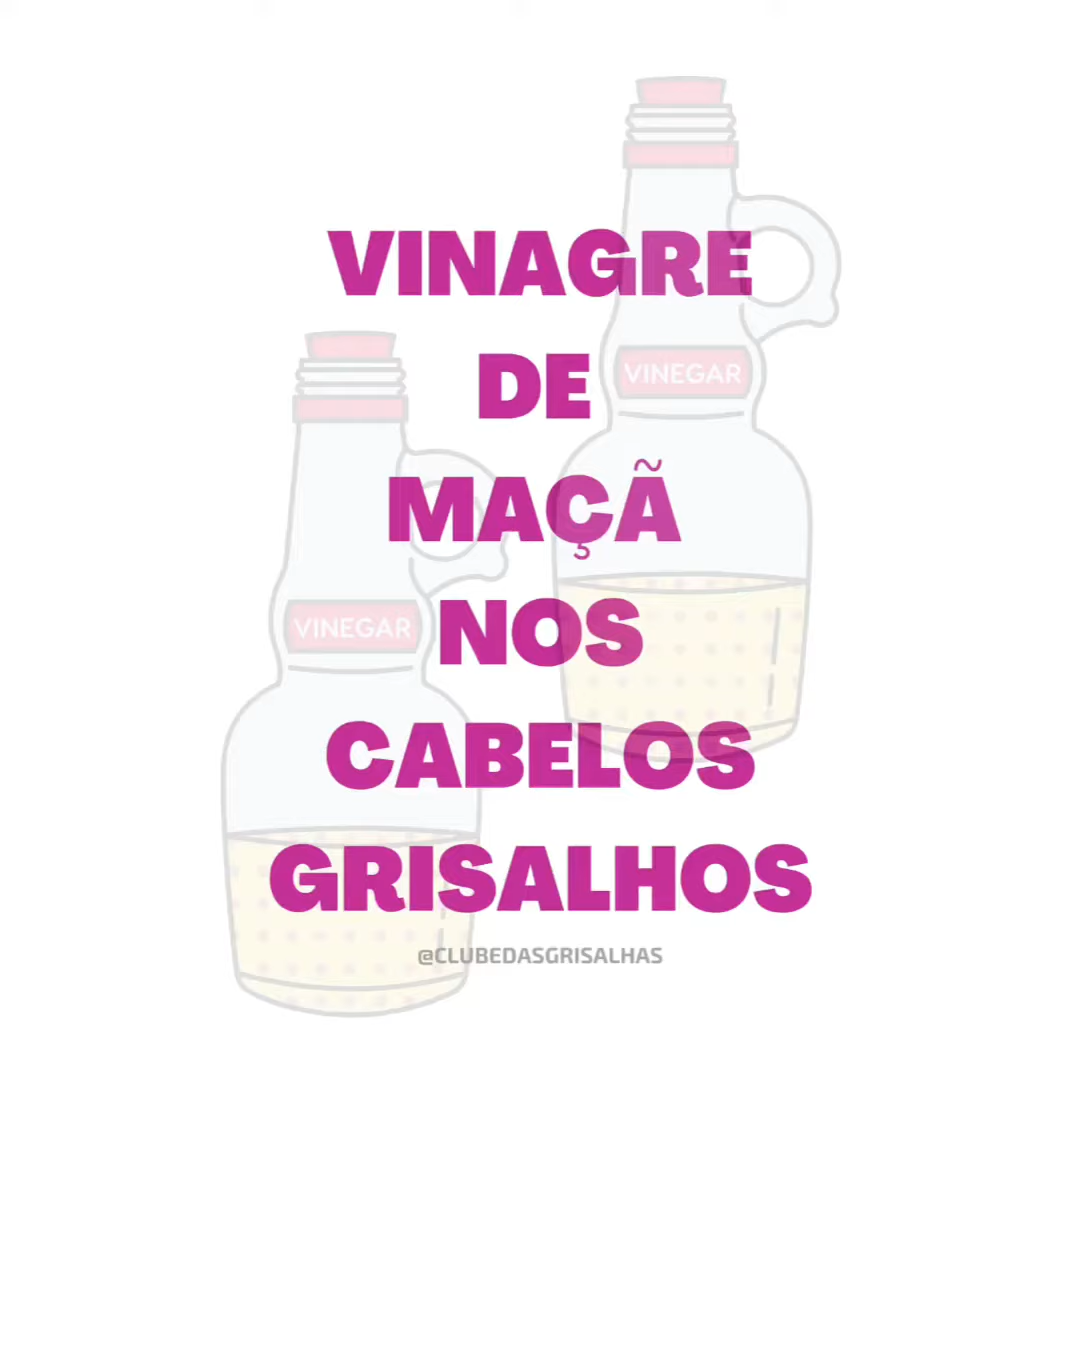 VINAGRE
DE
VINEGAR
MAÇÃ
NOS
VINEGAR
CABELOS
GRISALHOS
@CLUBEDASGRISALHAS